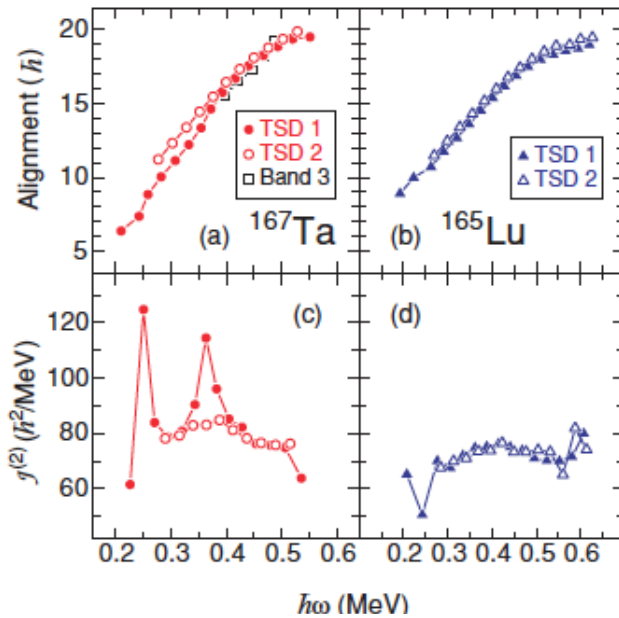 Alignment (ħ)
20
15
10
5
TSD 1
TSD 2
Band 3
(a) ¹⁶⁷Ta
TSD 1
TSD 2
(b) ¹⁶⁵Lu
𝒥⁽²⁾ (ħ²/MeV)
120
100
80
60
(c)
(d)
0.2 0.3 0.4 0.5 0.6
0.2 0.3 0.4 0.5 0.6
ħω (MeV)